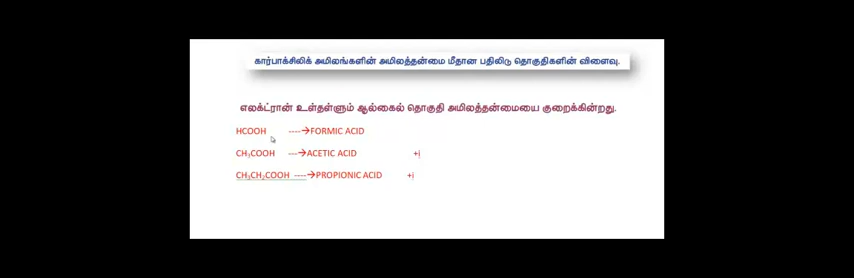 கார்பாக்சிலிக் அமிலங்களின் அமிலத்தன்மை மீதான பதிலிடு தொகுதிகளின் விளைவு.
எலக்ட்ரான் உள்தள்ளும் ஆல்கைல் தொகுதி அமிலத்தன்மையை குறைக்கின்றது.
HCOOH ----→FORMIC ACID
CH₃COOH ---→ACETIC ACID +i
CH₃CH₂COOH ----→PROPIONIC ACID +i